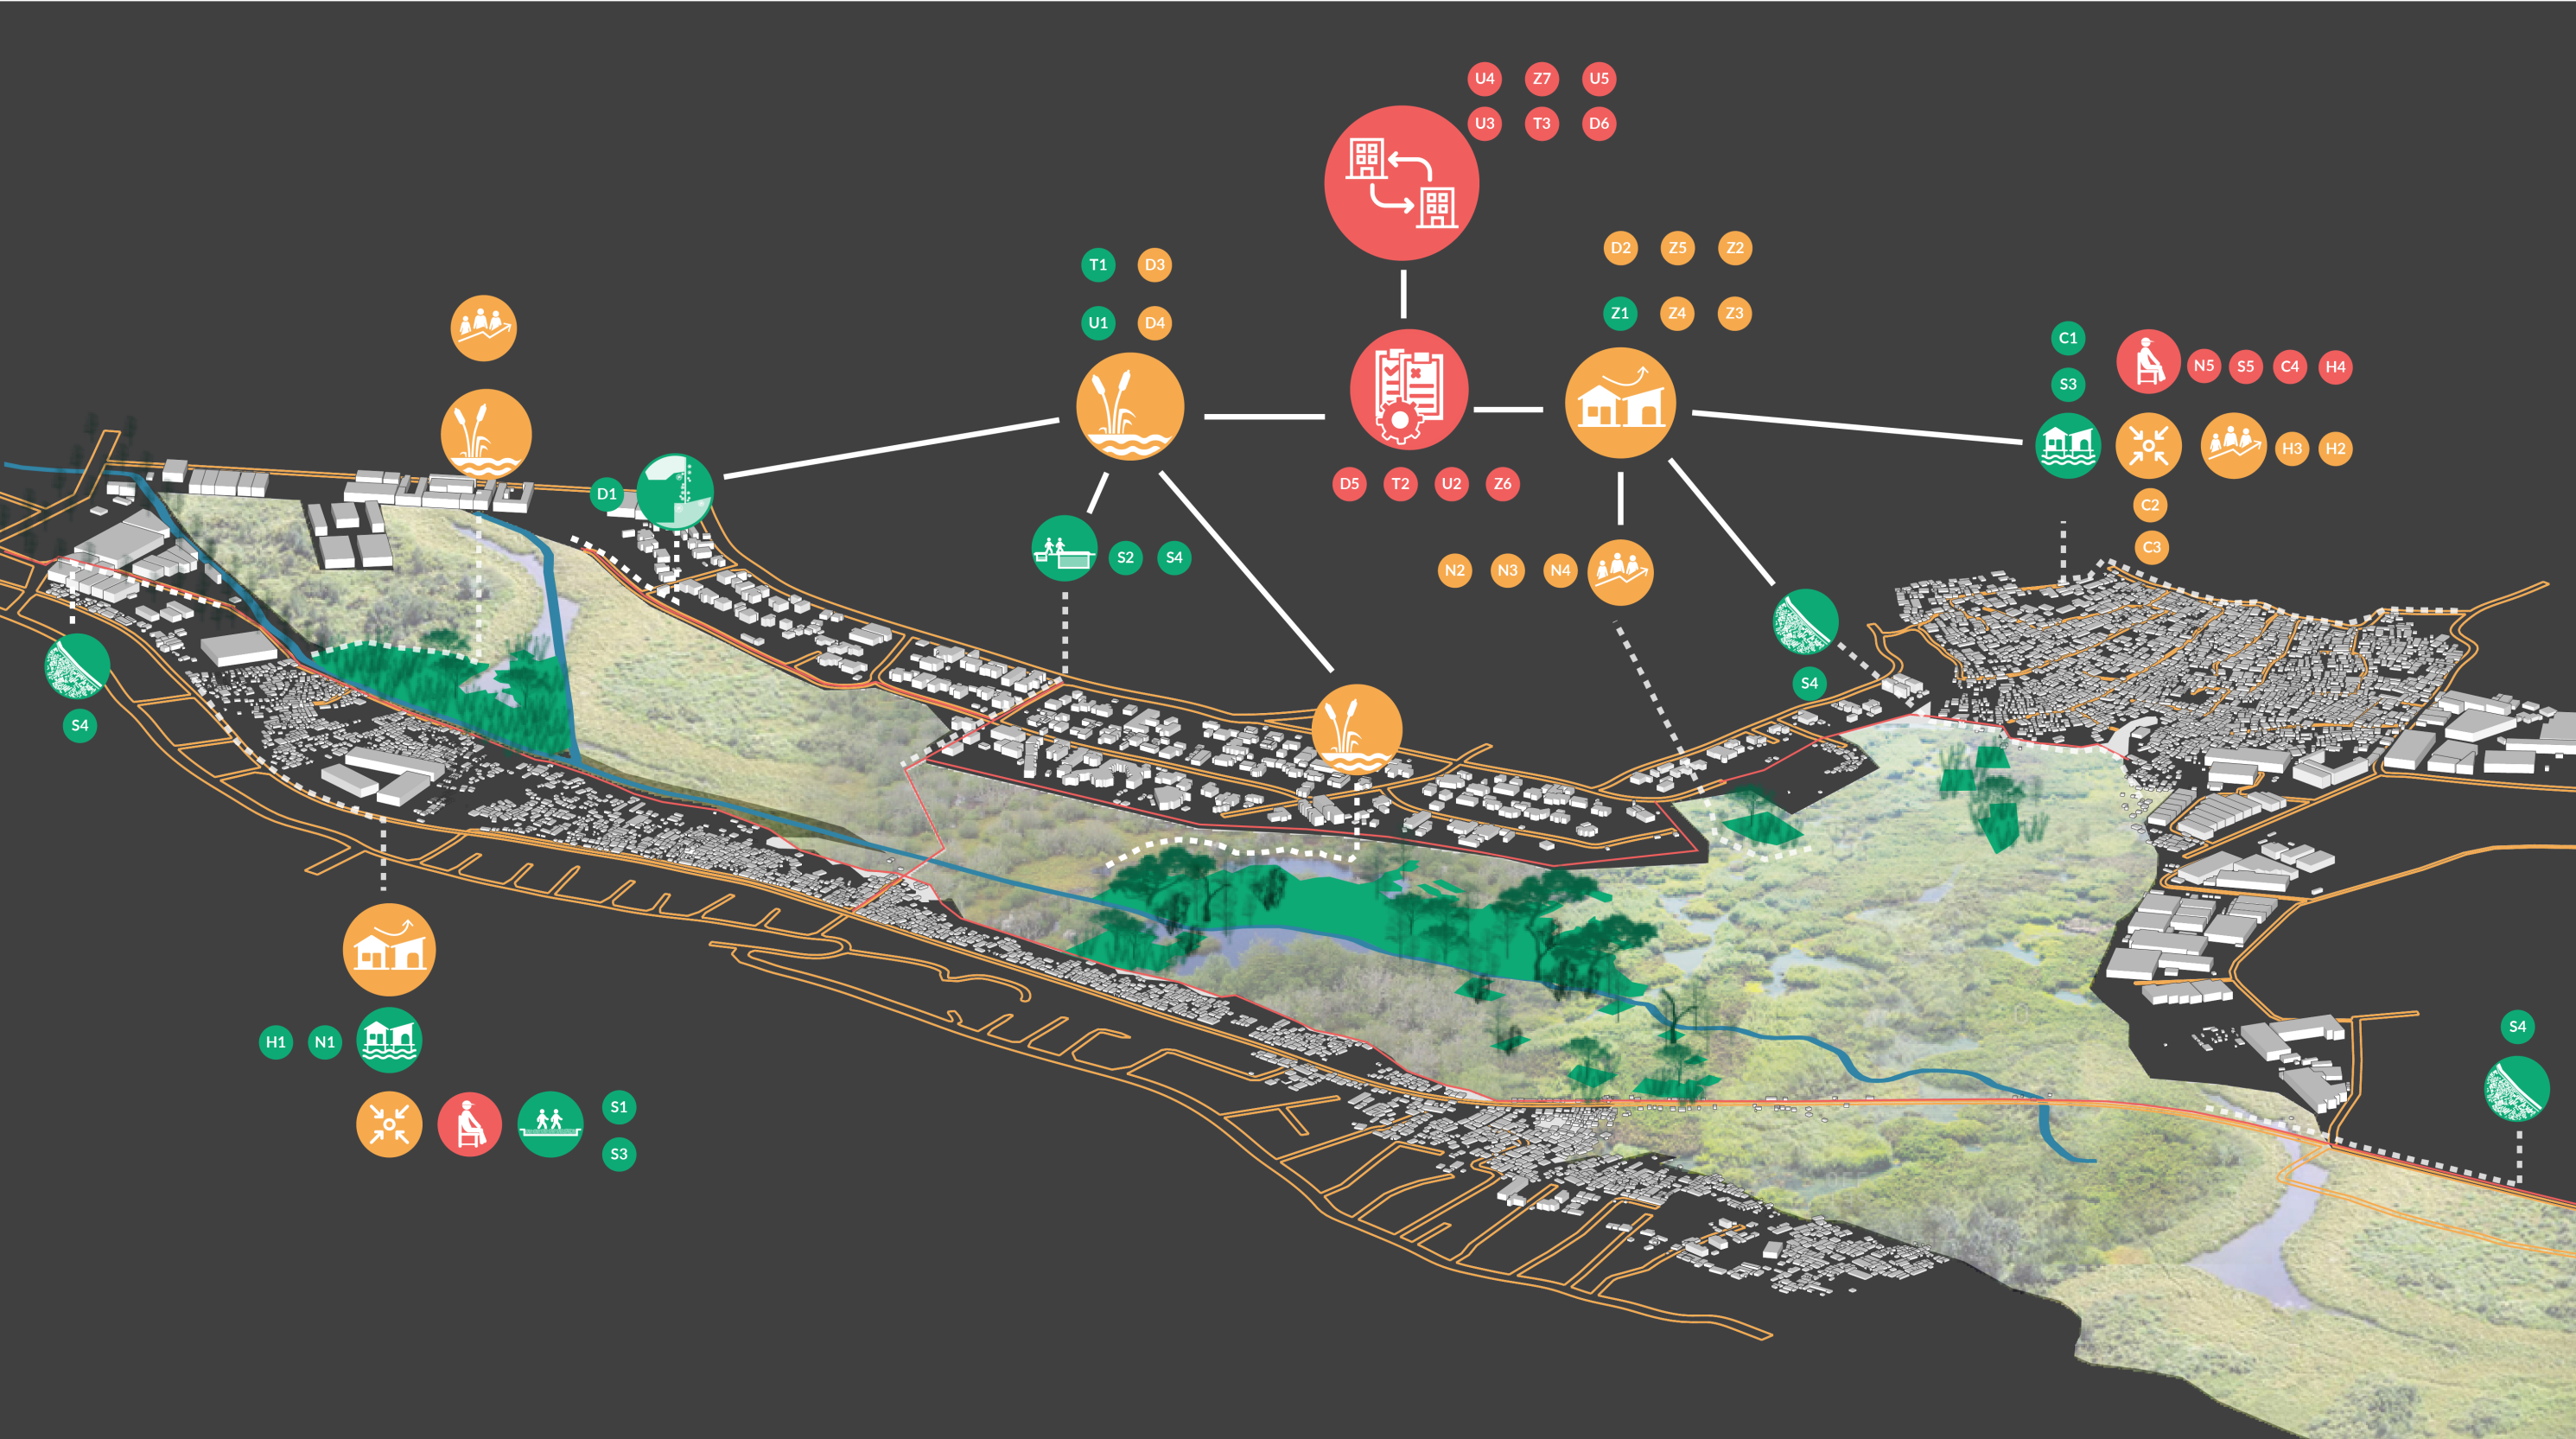 U4 Z7 U5
U3 T3 D6
D2 Z5 Z2
T1 D3
Z1 Z4 Z3
U1 D4
C1
N5 S5 C4 H4
S3
H3 H2
D5 T2 U2 Z6
D1
C2
C3
S2 S4
N2 N3 N4
S4
S4
S4
H1 N1
S1
S3